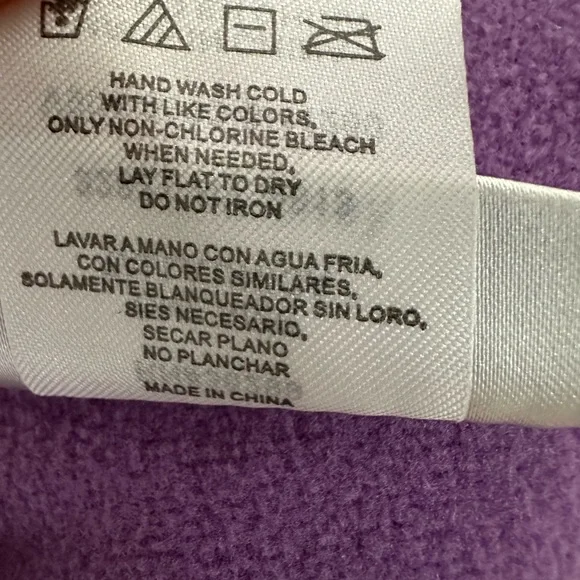 HAND WASH COLD
WITH LIKE COLORS,
ONLY NON-CHLORINE BLEACH
WHEN NEEDED,
LAY FLAT TO DRY
DO NOT IRON
LAVAR A MANO CON AGUA FRIA,
CON COLORES SIMILARES,
SOLAMENTE BLANQUEADOR SIN LORO,
SIES NECESARIO,
SECAR PLANO
NO PLANCHAR
MADE IN CHINA